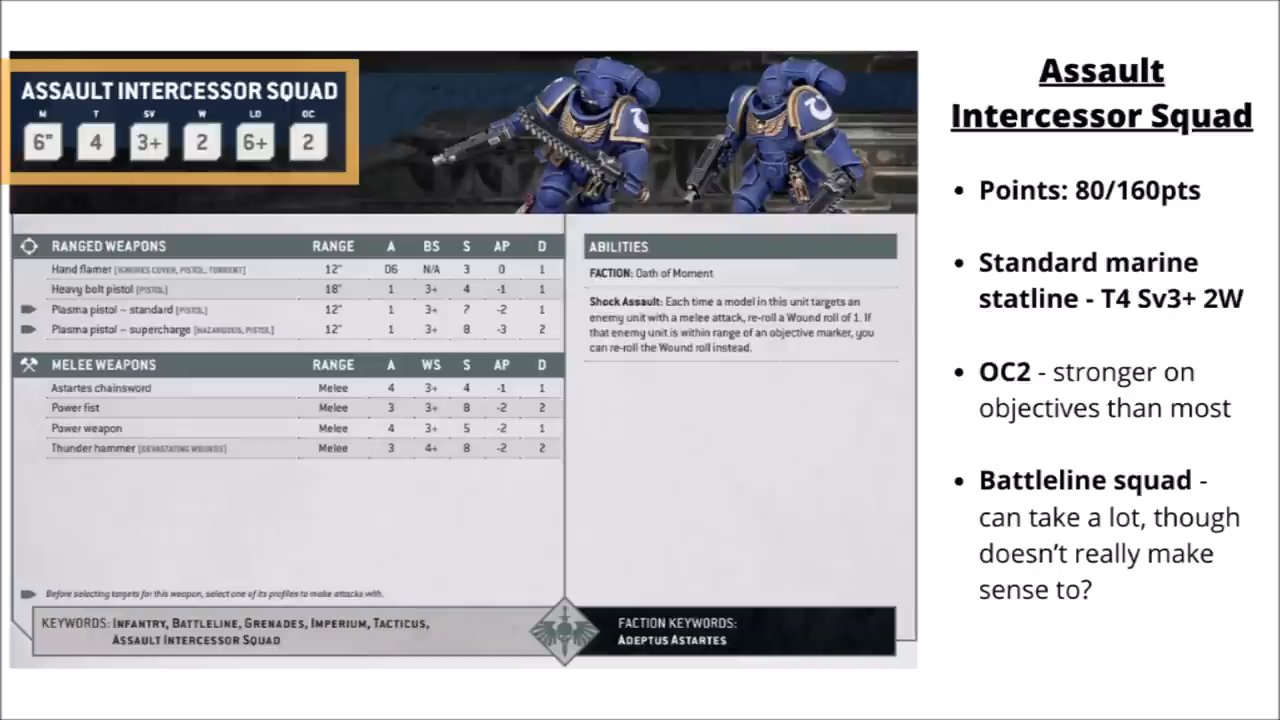 ASSAULT INTERCESSOR SQUAD
M T SV W LD OC
6" 4 3+ 2 6+ 2
RANGED WEAPONS RANGE A BS S AP D
Hand flamer [IGNORES COVER, PISTOL, TORRENT] 12" D6 N/A 3 0 1
Heavy bolt pistol [PISTOL] 18" 1 3+ 4 -1 1
Plasma pistol – standard [PISTOL] 12" 1 3+ 7 -2 1
Plasma pistol – supercharge [HAZARDOUS, PISTOL] 12" 1 3+ 8 -3 2
MELEE WEAPONS RANGE A WS S AP D
Astartes chainsword Melee 4 3+ 4 -1 1
Power fist Melee 3 3+ 8 -2 2
Power weapon Melee 4 3+ 5 -2 1
Thunder hammer [DEVASTATING WOUNDS] Melee 3 4+ 8 -2 2
Before selecting targets for this weapon, select one of its profiles to make attacks with.
KEYWORDS: INFANTRY, BATTLELINE, GRENADES, IMPERIUM, TACTICUS,
ASSAULT INTERCESSOR SQUAD
ABILITIES
FACTION: Oath of Moment
Shock Assault: Each time a model in this unit targets an
enemy unit with a melee attack, re-roll a Wound roll of 1. If
that enemy unit is within range of an objective marker, you
can re-roll the Wound roll instead.
FACTION KEYWORDS:
ADEPTUS ASTARTES
Assault
Intercessor Squad
• Points: 80/160pts
• Standard marine
statline - T4 Sv3+ 2W
• OC2 - stronger on
objectives than most
• Battleline squad -
can take a lot, though
doesn't really make
sense to?